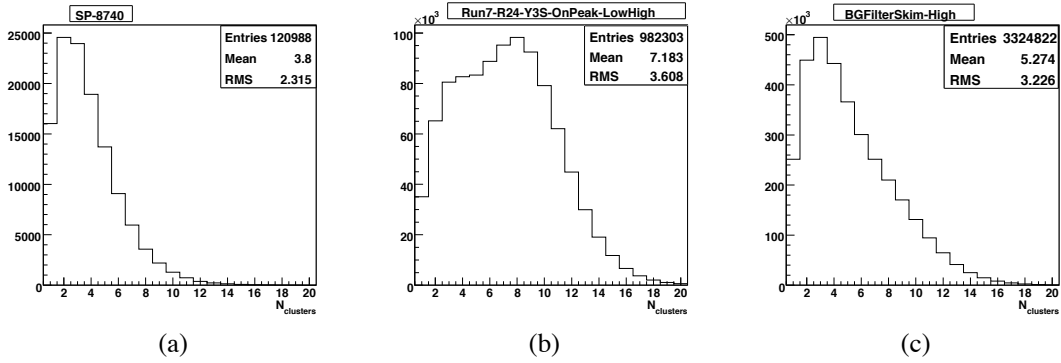 SP-8740
Entries 120988
Mean 3.8
RMS 2.315
25000
20000
15000
10000
5000
0
2 4 6 8 10 12 14 16 18 20
N_clusters
(a)
Run7-R24-Y3S-OnPeak-LowHigh
×10³
Entries 982303
Mean 7.183
RMS 3.608
100
80
60
40
20
0
2 4 6 8 10 12 14 16 18 20
N_clusters
(b)
BGFilterSkim-High
×10³
Entries 3324822
Mean 5.274
RMS 3.226
500
400
300
200
100
0
2 4 6 8 10 12 14 16 18 20
N_clusters
(c)